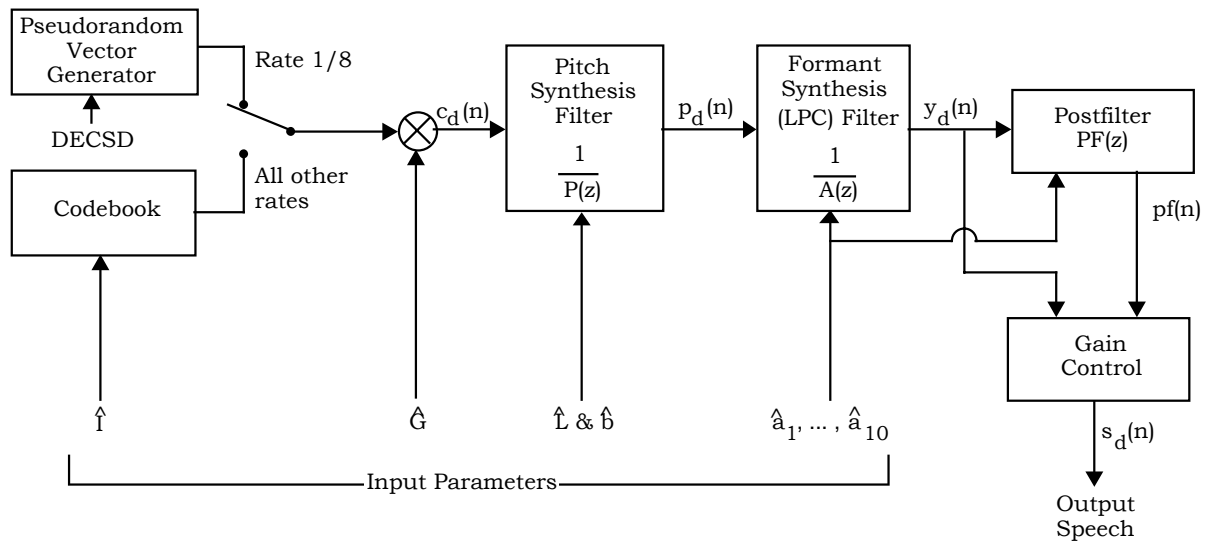 Pseudorandom
Vector
Generator
Rate 1/8
DECSD
All other
rates
Codebook
c_d(n)
Pitch
Synthesis
Filter
1
P(z)
p_d(n)
Formant
Synthesis
(LPC) Filter
1
A(z)
y_d(n)
Postfilter
PF(z)
pf(n)
Gain
Control
s_d(n)
Output
Speech
Î
Ĝ
L̂ & b̂
â_1, ... , â_10
Input Parameters